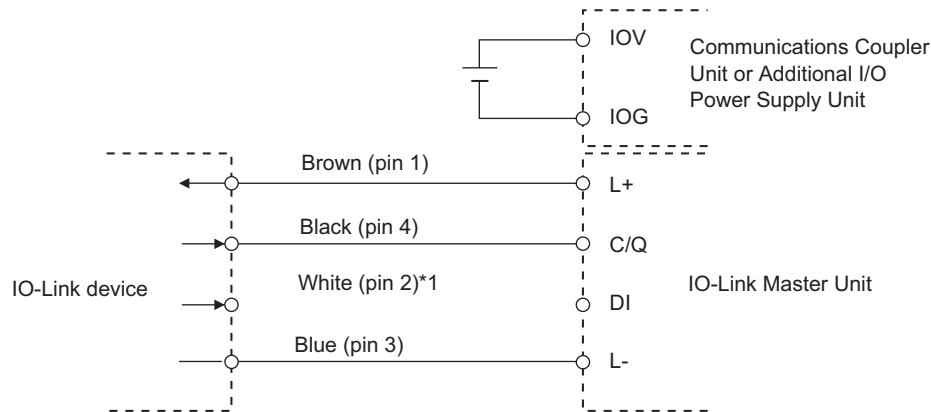 IOV
Communications Coupler
Unit or Additional I/O
Power Supply Unit
IOG
Brown (pin 1)
L+
Black (pin 4)
C/Q
IO-Link device
White (pin 2)*1
DI
IO-Link Master Unit
Blue (pin 3)
L-